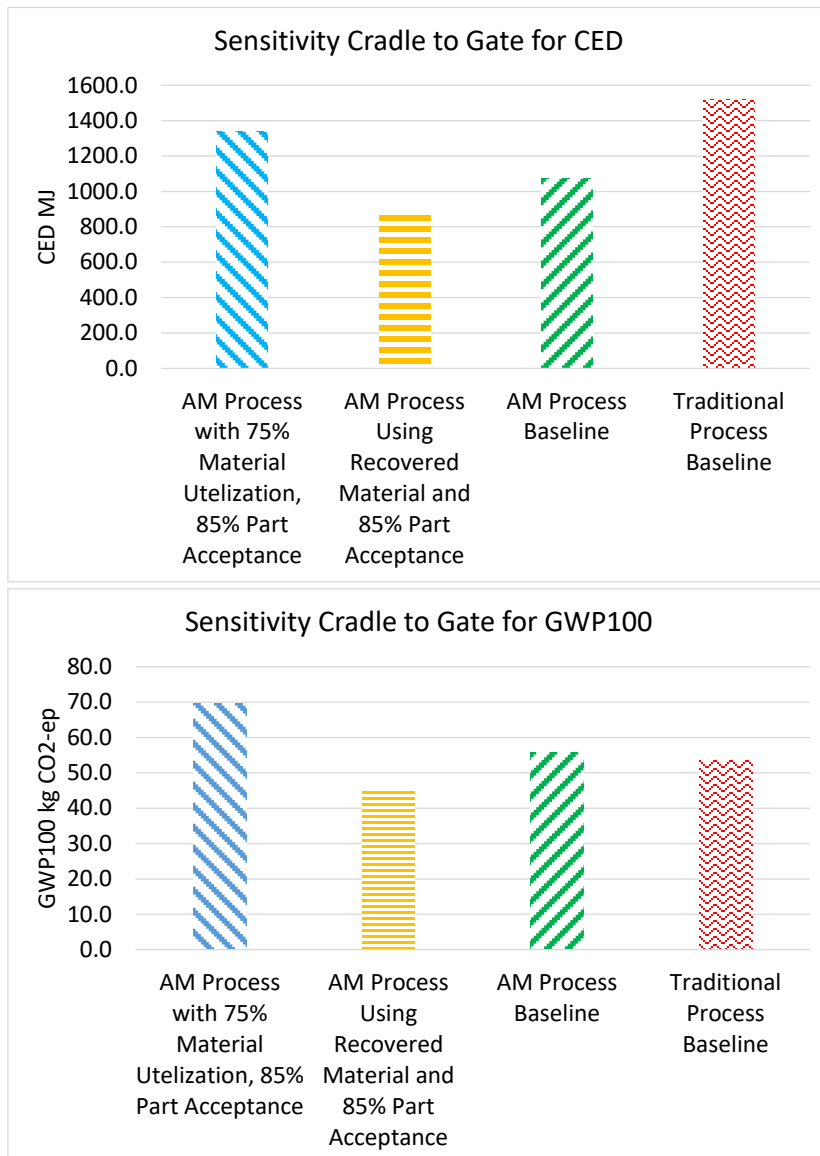 Sensitivity Cradle to Gate for CED
1600.0
1400.0
1200.0
1000.0
800.0
600.0
400.0
200.0
0.0
CED MJ
AM Process
with 75%
Material
Utelization,
85% Part
Acceptance
AM Process
Using
Recovered
Material and
85% Part
Acceptance
AM Process
Baseline
Traditional
Process
Baseline
Sensitivity Cradle to Gate for GWP100
80.0
70.0
60.0
50.0
40.0
30.0
20.0
10.0
0.0
GWP100 kg CO2-ep
AM Process
with 75%
Material
Utelization, 85%
Part Acceptance
AM Process
Using
Recovered
Material and
85% Part
Acceptance
AM Process
Baseline
Traditional
Process
Baseline